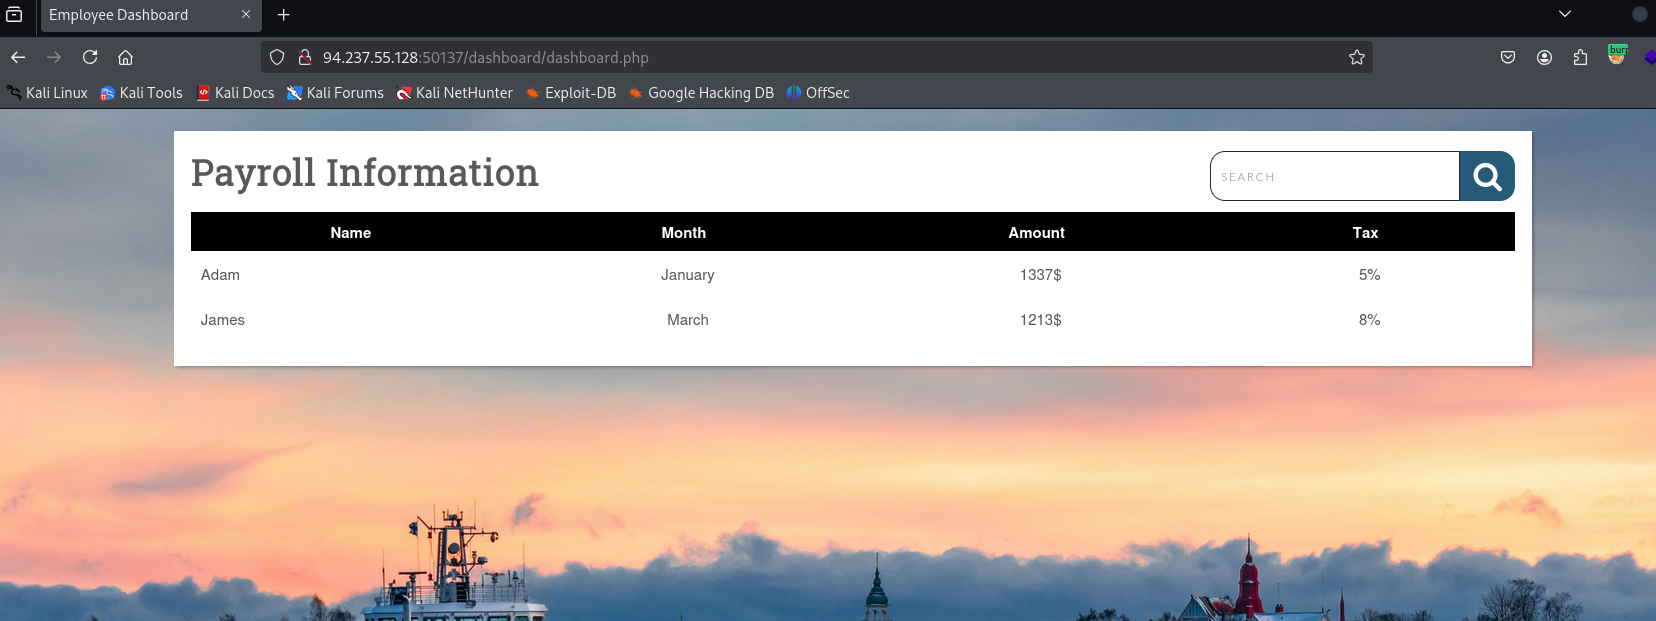 Employee Dashboard
94.237.55.128:50137/dashboard/dashboard.php
Kali Linux Kali Tools Kali Docs Kali Forums Kali NetHunter Exploit-DB Google Hacking DB OffSec
Payroll Information
SEARCH
Name Month Amount Tax
Adam January 1337$ 5%
James March 1213$ 8%